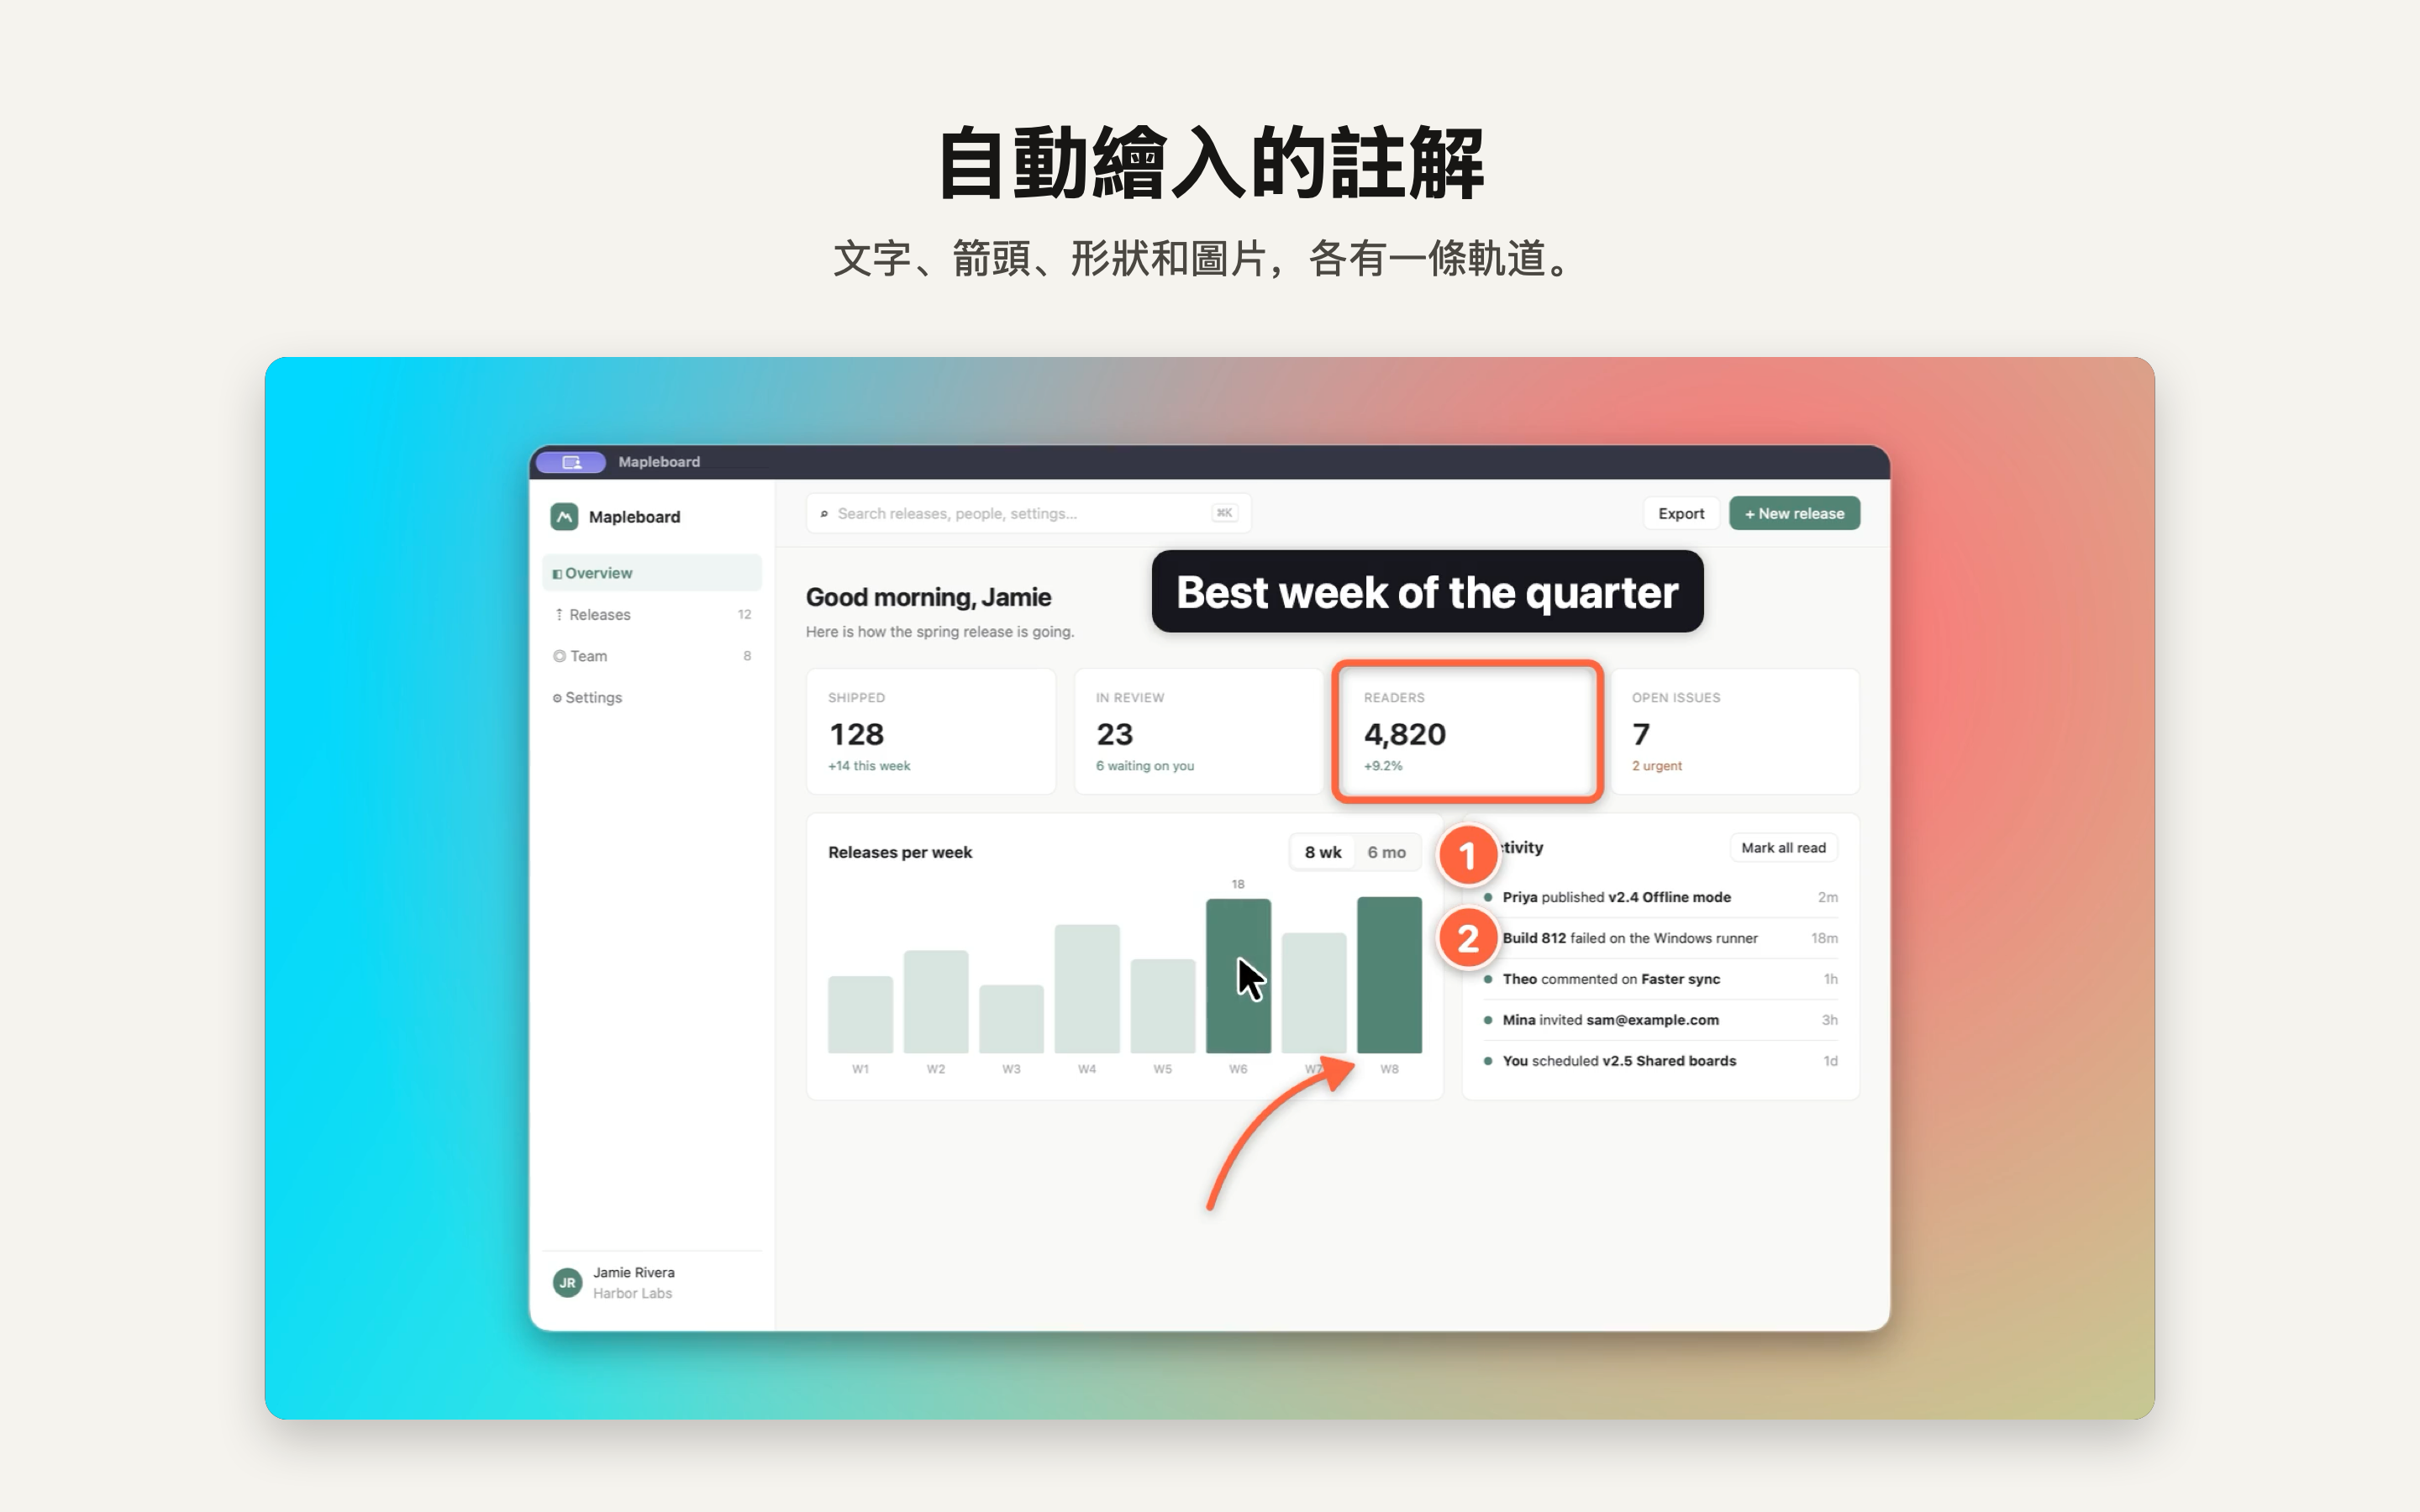 自動繪入的註解
文字、箭頭、形狀和圖片，各有一條軌道。
Mapleboard
Mapleboard
Search releases, people, settings...
⌘K
Export
+ New release
Overview
Releases 12
Team 8
Settings
Good morning, Jamie
Here is how the spring release is going.
Best week of the quarter
SHIPPED
128
+14 this week
IN REVIEW
23
6 waiting on you
READERS
4,820
+9.2%
OPEN ISSUES
7
2 urgent
Releases per week
8 wk
6 mo
18
W1
W2
W3
W4
W5
W6
W7
W8
1
2
tivity
Mark all read
Priya published v2.4 Offline mode 2m
Build 812 failed on the Windows runner 18m
Theo commented on Faster sync 1h
Mina invited sam@example.com 3h
You scheduled v2.5 Shared boards 1d
JR
Jamie Rivera
Harbor Labs